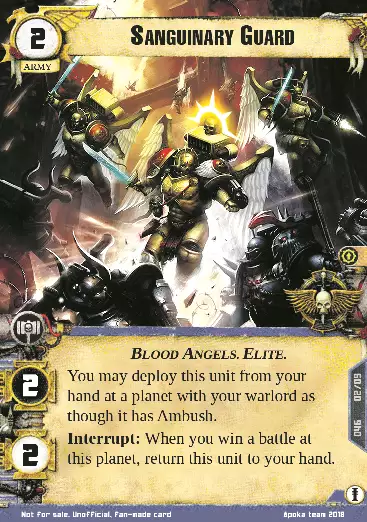 2
Sanguinary Guard
ARMY
Blood Angels. Elite.
2
You may deploy this unit from your
hand at a planet with your warlord as
though it has Ambush.
2
Interrupt: When you win a battle at
this planet, return this unit to your hand.
046 02/09
Not for sale. Unofficial. Fan-made card
Apoka team 2018